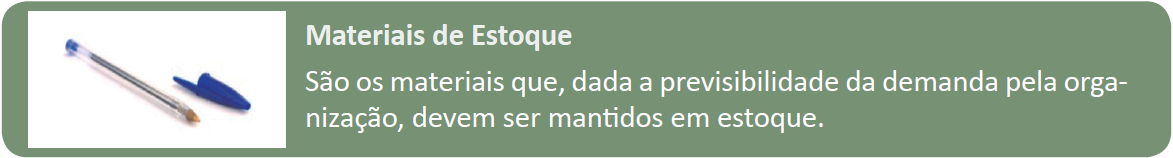 Materiais de Estoque
São os materiais que, dada a previsibilidade da demanda pela orga-
nização, devem ser mantidos em estoque.